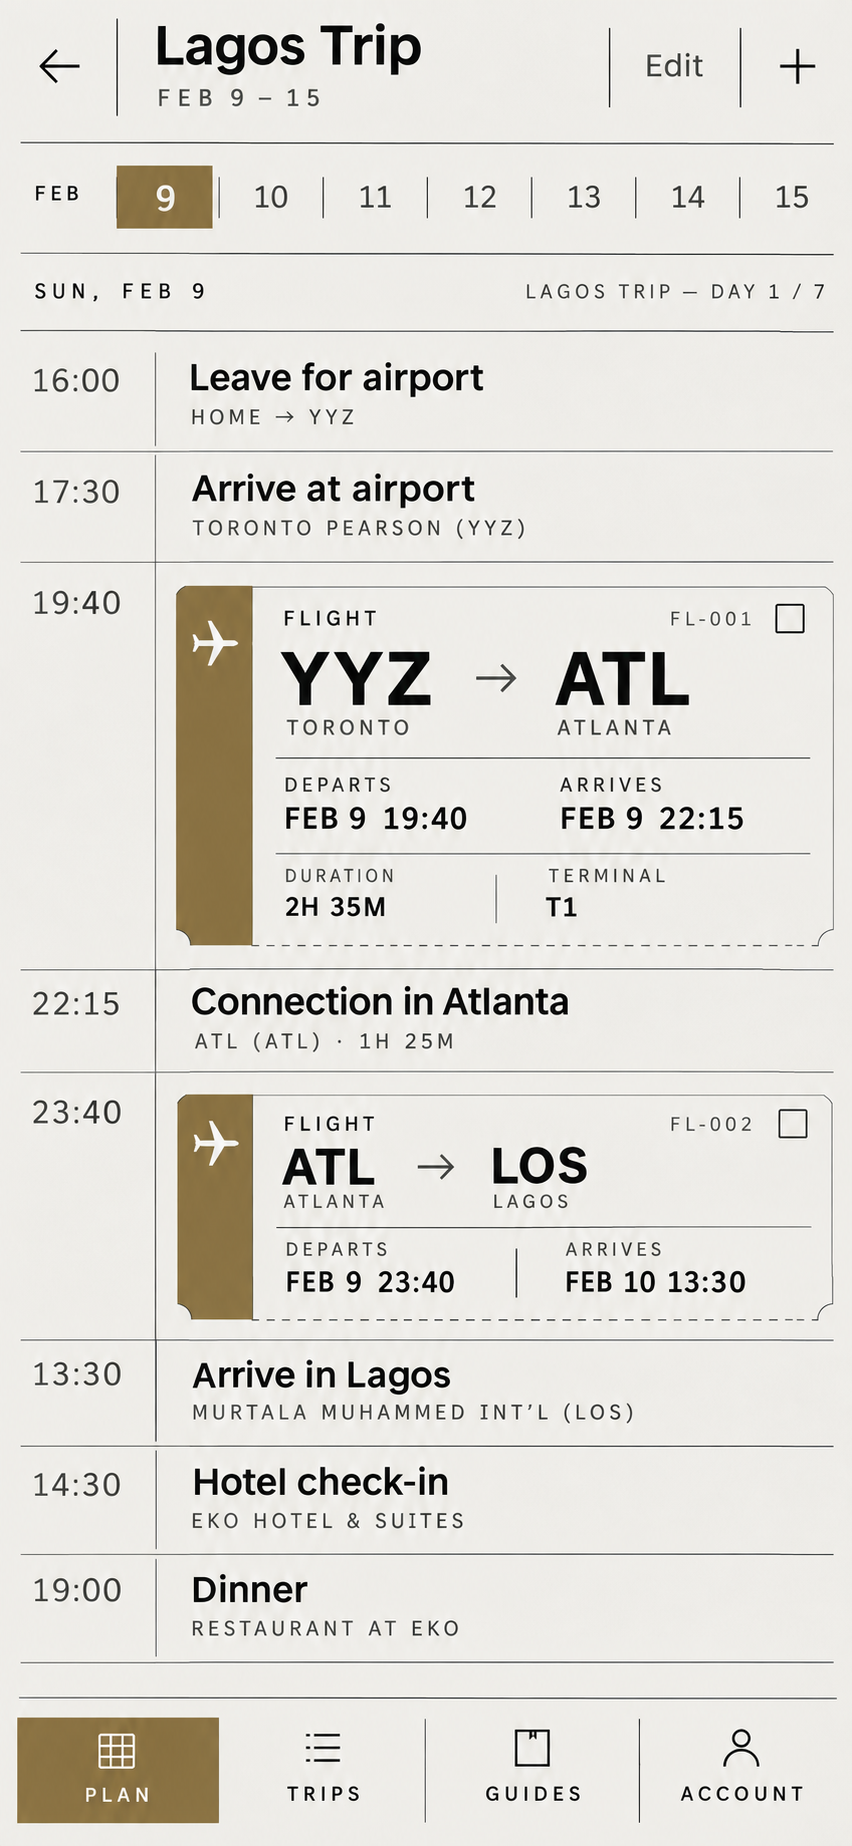 Lagos Trip
FEB 9 – 15
Edit
FEB 9 10 11 12 13 14 15
SUN, FEB 9 LAGOS TRIP — DAY 1 / 7
16:00 Leave for airport
HOME → YYZ
17:30 Arrive at airport
TORONTO PEARSON (YYZ)
19:40 FLIGHT FL-001
YYZ → ATL
TORONTO ATLANTA
DEPARTS ARRIVES
FEB 9 19:40 FEB 9 22:15
DURATION TERMINAL
2H 35M T1
22:15 Connection in Atlanta
ATL (ATL) · 1H 25M
23:40 FLIGHT FL-002
ATL → LOS
ATLANTA LAGOS
DEPARTS ARRIVES
FEB 9 23:40 FEB 10 13:30
13:30 Arrive in Lagos
MURTALA MUHAMMED INT’L (LOS)
14:30 Hotel check-in
EKO HOTEL & SUITES
19:00 Dinner
RESTAURANT AT EKO
PLAN TRIPS GUIDES ACCOUNT